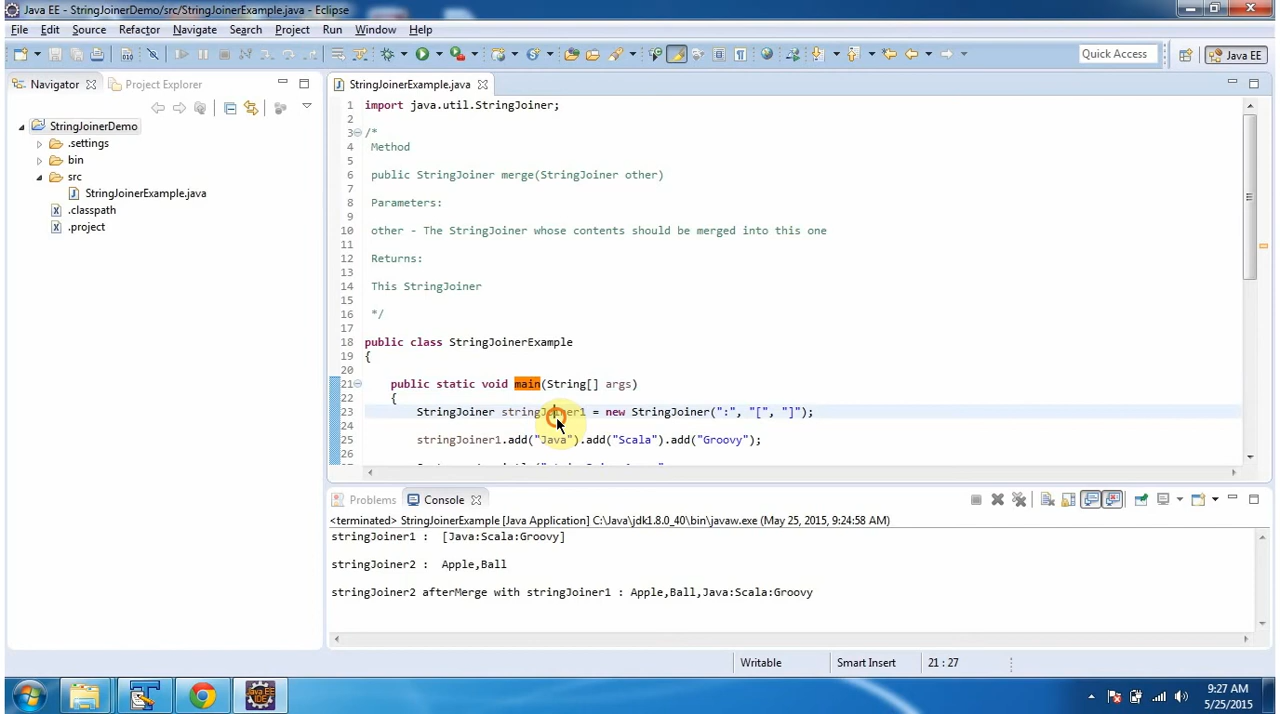 Java EE - StringJoinerDemo/src/StringJoinerExample.java - Eclipse
File Edit Source Refactor Navigate Search Project Run Window Help
Quick Access
Java EE
Navigator
Project Explorer
StringJoinerDemo
.settings
bin
src
StringJoinerExample.java
.classpath
.project
StringJoinerExample.java
1 import java.util.StringJoiner;
2
3 /*
4 Method
5
6 public StringJoiner merge(StringJoiner other)
7
8 Parameters:
9
10 other - The StringJoiner whose contents should be merged into this one
11
12 Returns:
13
14 This StringJoiner
15
16 */
17
18 public class StringJoinerExample
19 {
20
21 public static void main(String[] args)
22 {
23 StringJoiner stringJoiner1 = new StringJoiner(":", "[", "]");
24
25 stringJoiner1.add("Java").add("Scala").add("Groovy");
26
Problems Console
<terminated> StringJoinerExample [Java Application] C:\Java\jdk1.8.0_40\bin\javaw.exe (May 25, 2015, 9:24:58 AM)
stringJoiner1 : [Java:Scala:Groovy]
stringJoiner2 : Apple,Ball
stringJoiner2 afterMerge with stringJoiner1 : Apple,Ball,Java:Scala:Groovy
Writable Smart Insert 21 : 27
Java EE
IDE
9:27 AM
5/25/2015